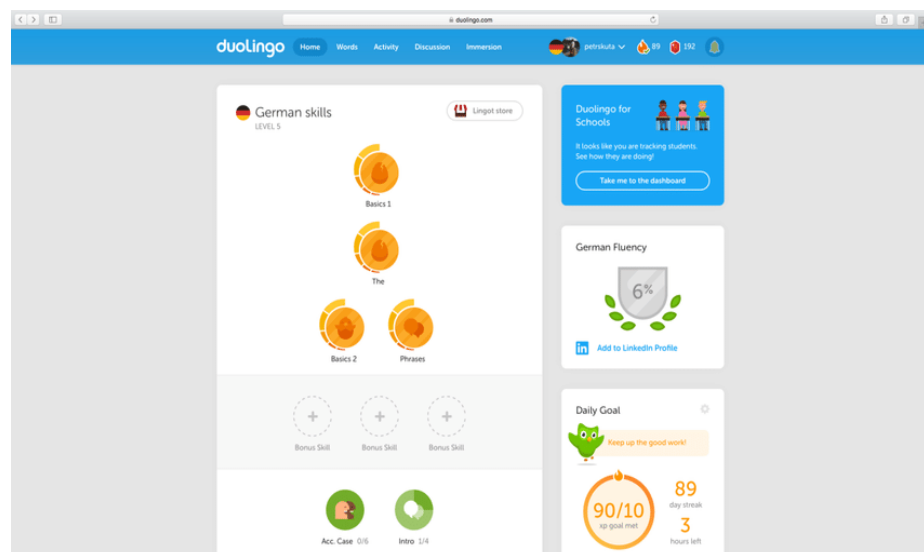 duolingo.com
duolingo Home Words Activity Discussion Immersion petrskuta 89 192
German skills
LEVEL 5
Lingot store
Basics 1
The
Basics 2 Phrases
+ + +
Bonus Skill Bonus Skill Bonus Skill
Acc. Case 0/6 Intro 1/4
Duolingo for
Schools
It looks like you are tracking students.
See how they are doing!
Take me to the dashboard
German Fluency
6%
in Add to LinkedIn Profile
Daily Goal
Keep up the good work!
90/10
xp goal met
89
day streak
3
hours left